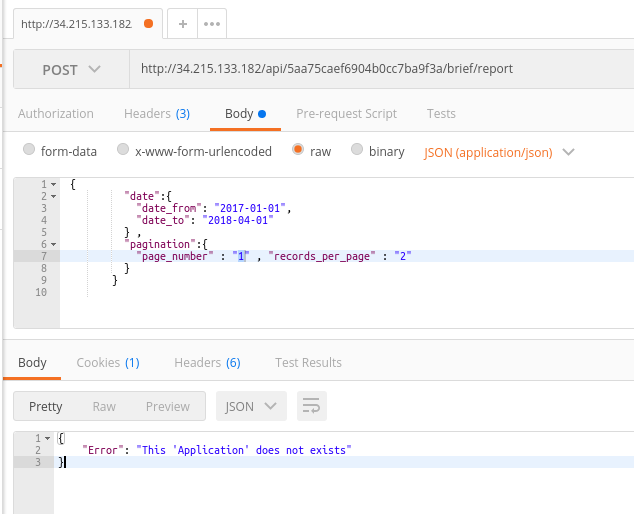 http://34.215.133.182
POST http://34.215.133.182/api/5aa75caef6904b0cc7ba9f3a/brief/report
Authorization Headers (3) Body Pre-request Script Tests
form-data x-www-form-urlencoded raw binary JSON (application/json)
1 {
2 "date":{
3 "date_from": "2017-01-01",
4 "date_to": "2018-04-01"
5 } ,
6 "pagination":{
7 "page_number" : "1" , "records_per_page" : "2"
8 }
9 }
10
Body Cookies (1) Headers (6) Test Results
Pretty Raw Preview JSON
1 {
2 "Error": "This 'Application' does not exists"
3 }